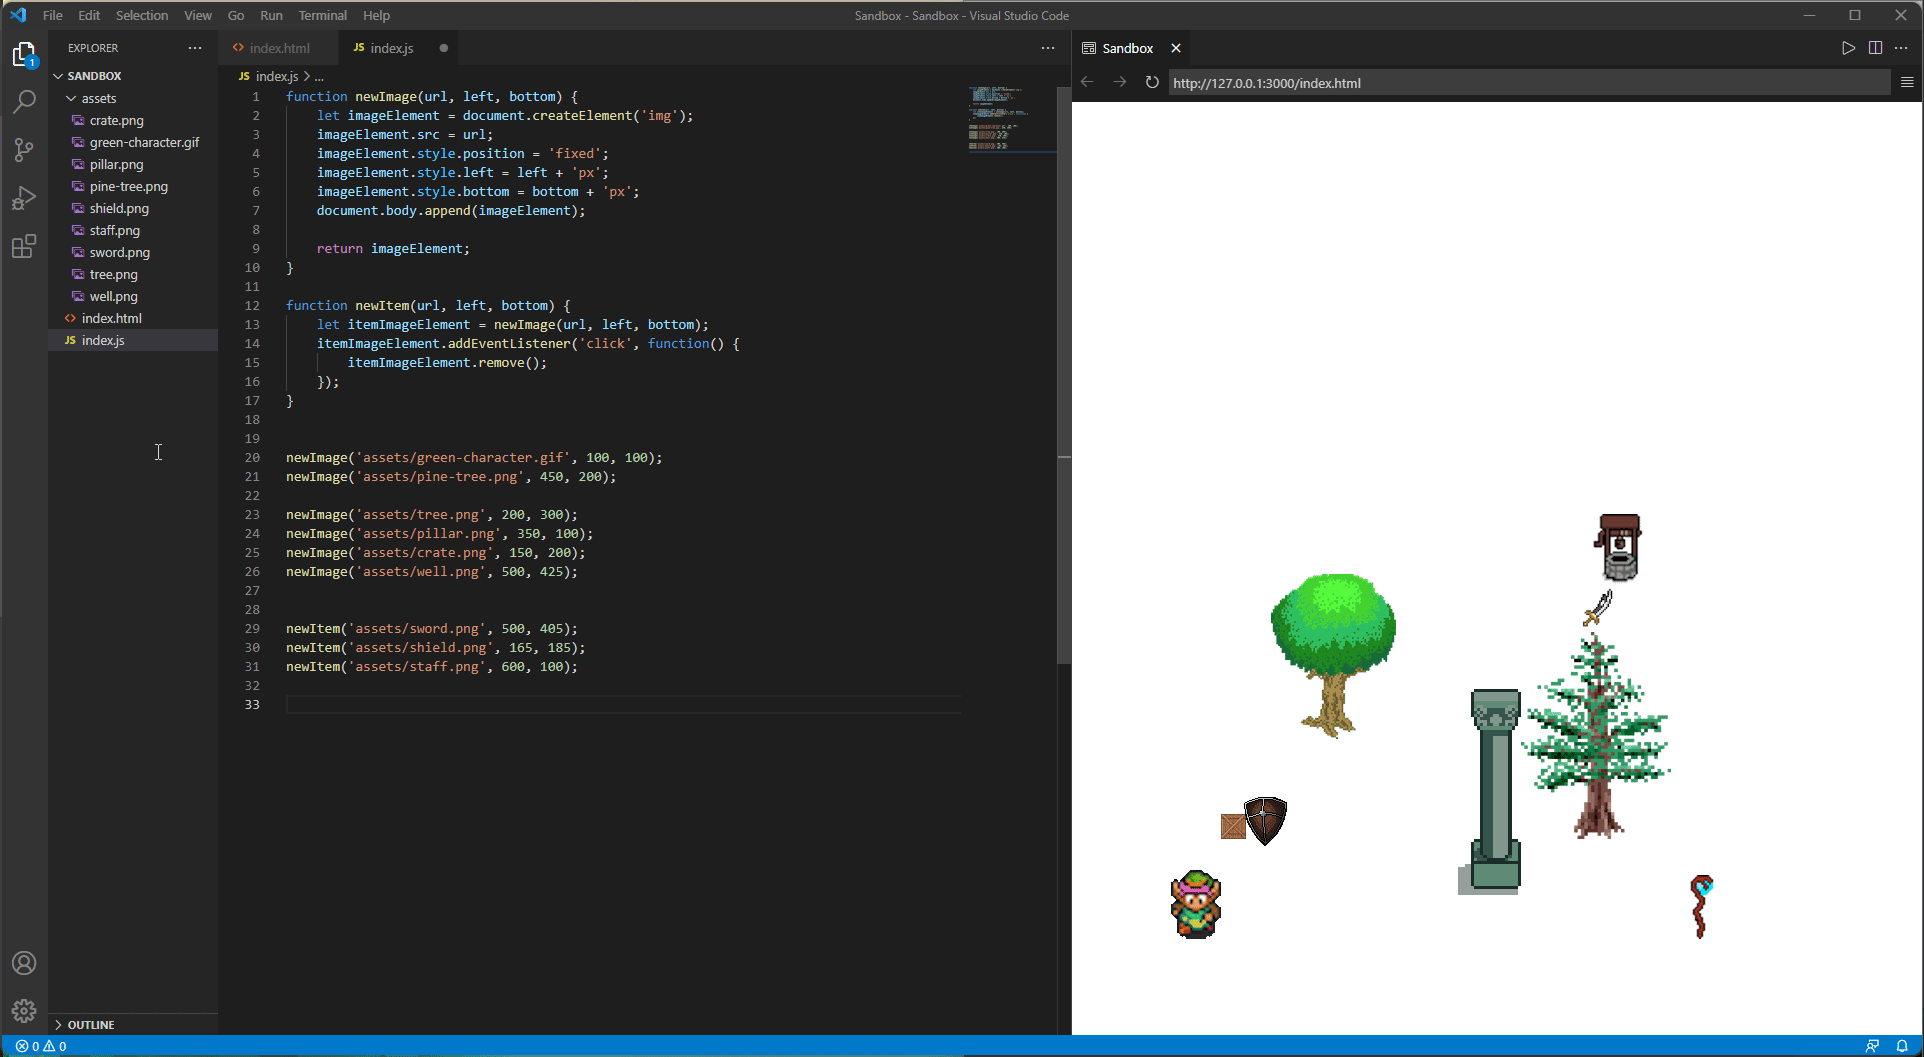 File Edit Selection View Go Run Terminal Help
Sandbox - Sandbox - Visual Studio Code
1
EXPLORER ...
SANDBOX
assets
crate.png
green-character.gif
pillar.png
pine-tree.png
shield.png
staff.png
sword.png
tree.png
well.png
<> index.html
JS index.js
OUTLINE
<> index.html
JS index.js
...
JS index.js > ...
1 function newImage(url, left, bottom) {
2 let imageElement = document.createElement('img');
3 imageElement.src = url;
4 imageElement.style.position = 'fixed';
5 imageElement.style.left = left + 'px';
6 imageElement.style.bottom = bottom + 'px';
7 document.body.append(imageElement);
8
9 return imageElement;
10 }
11
12 function newItem(url, left, bottom) {
13 let itemImageElement = newImage(url, left, bottom);
14 itemImageElement.addEventListener('click', function() {
15 itemImageElement.remove();
16 });
17 }
18
19
20 newImage('assets/green-character.gif', 100, 100);
21 newImage('assets/pine-tree.png', 450, 200);
22
23 newImage('assets/tree.png', 200, 300);
24 newImage('assets/pillar.png', 350, 100);
25 newImage('assets/crate.png', 150, 200);
26 newImage('assets/well.png', 500, 425);
27
28
29 newItem('assets/sword.png', 500, 405);
30 newItem('assets/shield.png', 165, 185);
31 newItem('assets/staff.png', 600, 100);
32
33
Sandbox
...
http://127.0.0.1:3000/index.html
0 0